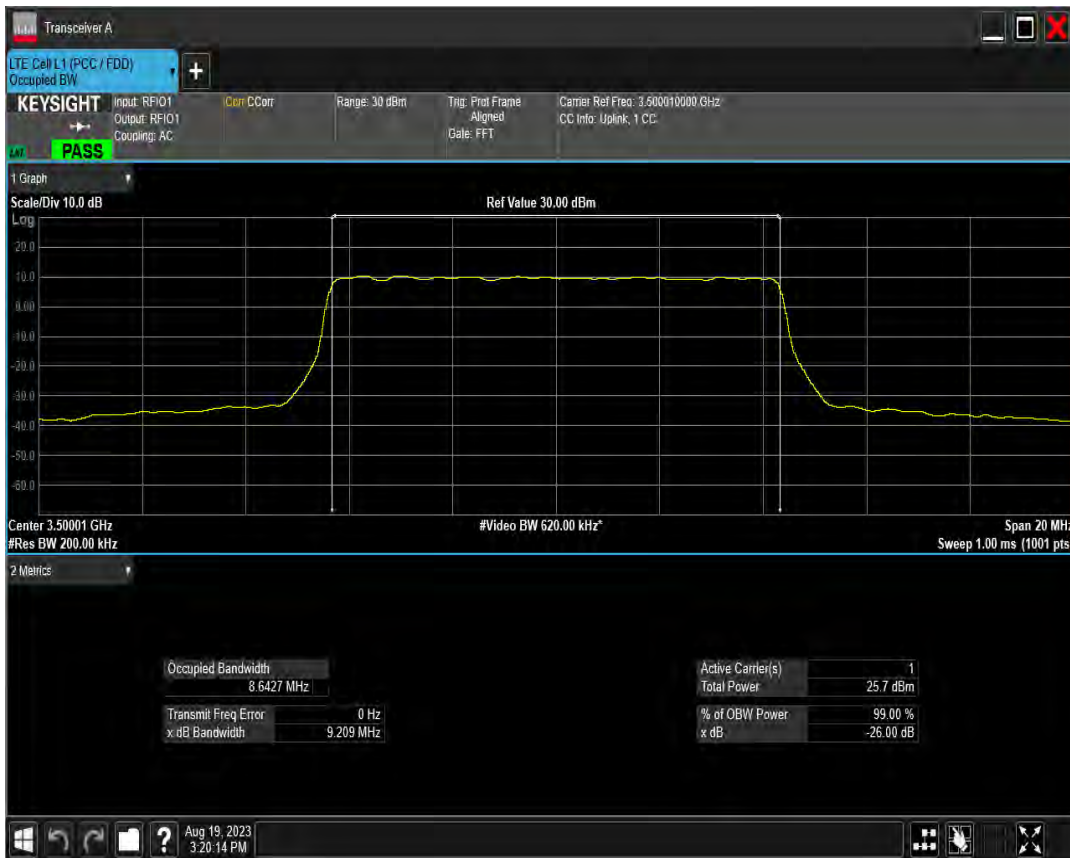 Transceiver A
LTE Cell L1 (PCC / FDD)
Occupied BW
+
KEYSIGHT
Input: RFIO1
Output: RFIO1
Coupling: AC
Corr CCorr
Range: 30 dBm
Trig: Prot Frame
Aligned
Gate: FFT
Carrier Ref Freq: 3.500010000 GHz
CC Info: Uplink, 1 CC
PASS
1 Graph
Scale/Div 10.0 dB
Ref Value 30.00 dBm
Log
20.0
10.0
0.00
-10.0
-20.0
-30.0
-40.0
-50.0
-60.0
Center 3.50001 GHz
#Video BW 620.00 kHz*
Span 20 MHz
#Res BW 200.00 kHz
Sweep 1.00 ms (1001 pts
2 Metrics
Occupied Bandwidth
8.6427 MHz
Transmit Freq Error 0 Hz
x dB Bandwidth 9.209 MHz
Active Carrier(s) 1
Total Power 25.7 dBm
% of OBW Power 99.00 %
x dB -26.00 dB
?
Aug 19, 2023
3:20:14 PM